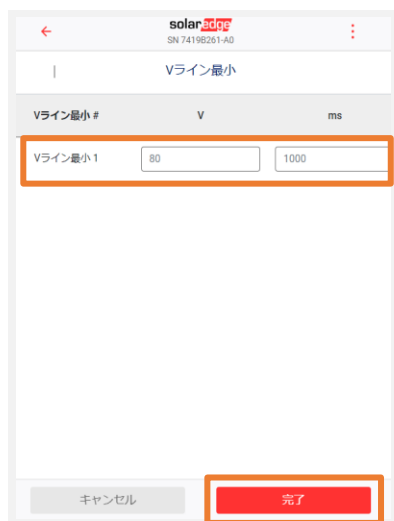 solaredge
SN 7419B261-A0
Vライン最小
Vライン最小 # V ms
Vライン最小 1 80 1000
キャンセル 完了